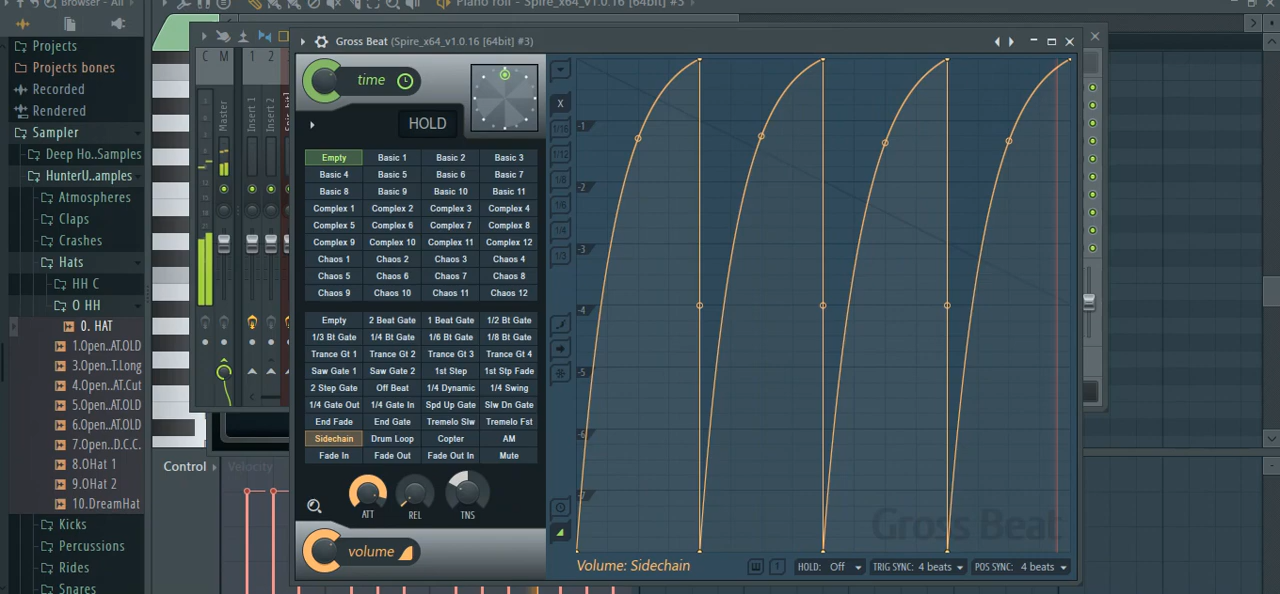 Browser - All
Piano roll - Spire_x64_v1.0.16 [64bit] #3
Projects
Projects bones
Recorded
Rendered
Sampler
Deep Ho..Samples
HunterU..amples
Atmospheres
Claps
Crashes
Hats
HH C
O HH
0. HAT
1.Open..AT.OLD
3.Open..T.Long
4.Open..AT.Cut
5.Open..AT.OLD
6.Open..AT.OLD
7.Open..D.C.C.
8.OHat 1
9.OHat 2
10.DreamHat
Kicks
Percussions
Rides
Snares
C M 1 2
Master
Insert 1
Insert 2
Control
Velocity
Gross Beat (Spire_x64_v1.0.16 [64bit] #3)
time
HOLD
Empty Basic 1 Basic 2 Basic 3
Basic 4 Basic 5 Basic 6 Basic 7
Basic 8 Basic 9 Basic 10 Basic 11
Complex 1 Complex 2 Complex 3 Complex 4
Complex 5 Complex 6 Complex 7 Complex 8
Complex 9 Complex 10 Complex 11 Complex 12
Chaos 1 Chaos 2 Chaos 3 Chaos 4
Chaos 5 Chaos 6 Chaos 7 Chaos 8
Chaos 9 Chaos 10 Chaos 11 Chaos 12
Empty 2 Beat Gate 1 Beat Gate 1/2 Bt Gate
1/3 Bt Gate 1/4 Bt Gate 1/6 Bt Gate 1/8 Bt Gate
Trance Gt 1 Trance Gt 2 Trance Gt 3 Trance Gt 4
Saw Gate 1 Saw Gate 2 1st Step 1st Stp Fade
2 Step Gate Off Beat 1/4 Dynamic 1/4 Swing
1/4 Gate Out 1/4 Gate In Spd Up Gate Slw Dn Gate
End Fade End Gate Tremelo Slw Tremelo Fst
Sidechain Drum Loop Copter AM
Fade In Fade Out Fade Out In Mute
ATT REL TNS
volume
X
1/16
1/12
1/8
1/6
1/4
1/3
-1
-2
-3
-4
-5
-6
-7
Gross Beat
Volume: Sidechain
1
HOLD: Off
TRIG SYNC: 4 beats
POS SYNC: 4 beats